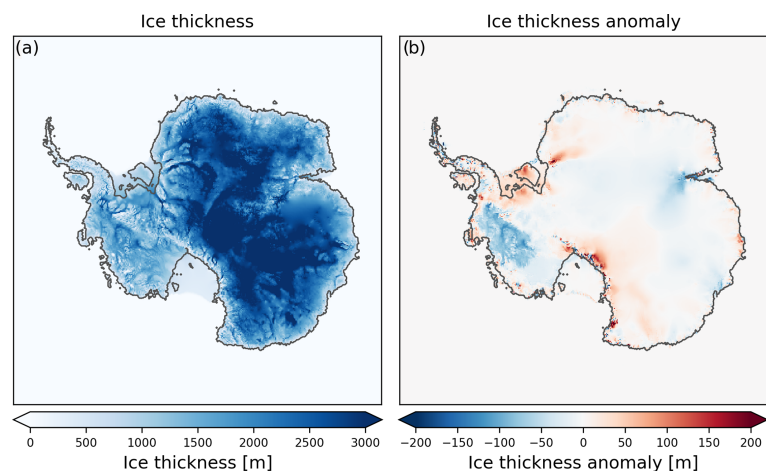 Ice thickness
Ice thickness anomaly
(a)
(b)
0 500 1000 1500 2000 2500 3000
−200 −150 −100 −50 0 50 100 150 200
Ice thickness [m]
Ice thickness anomaly [m]